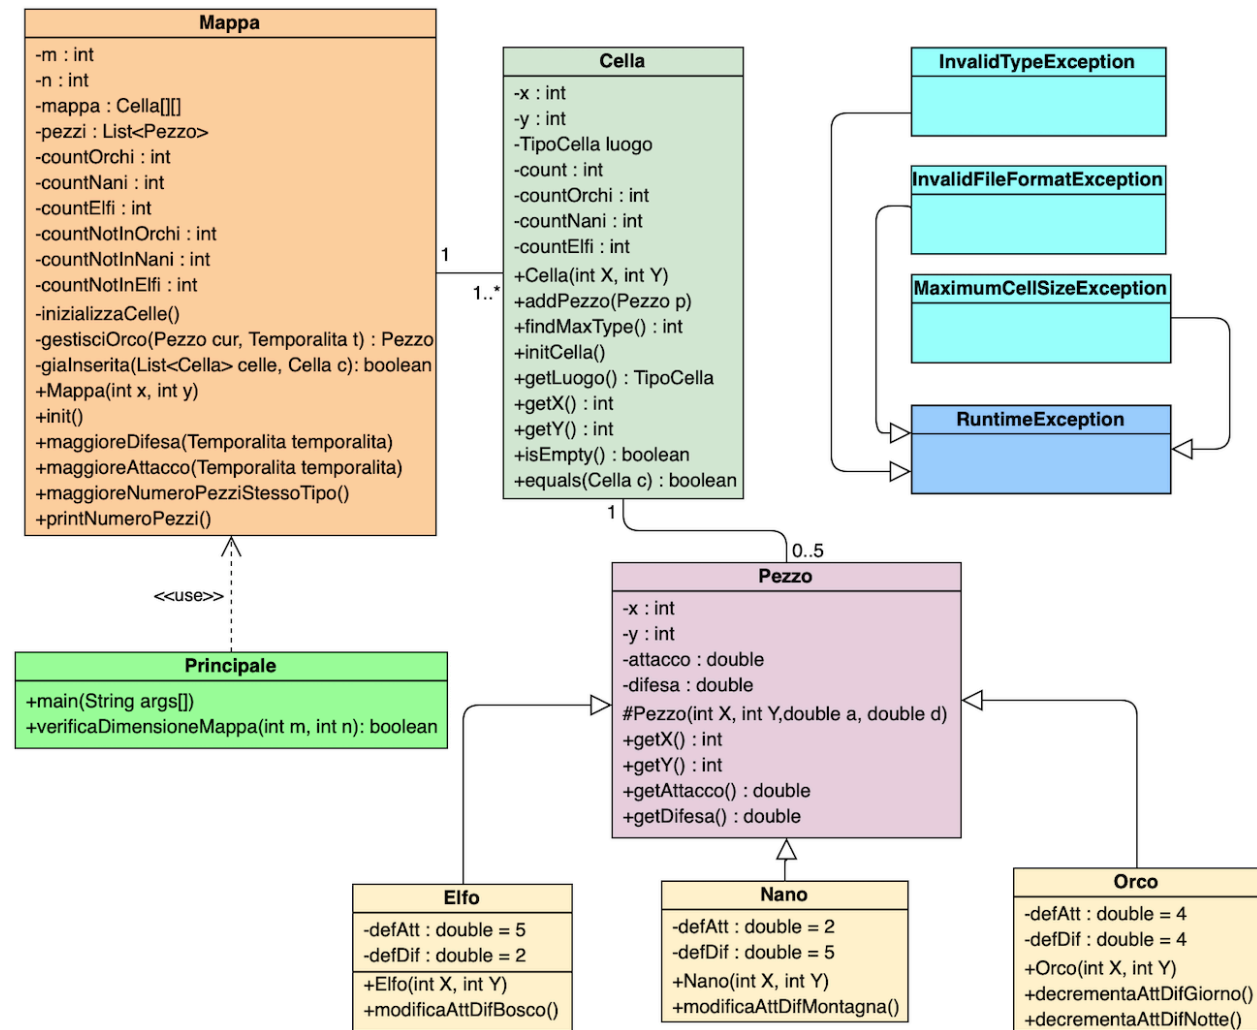 Mappa
-m : int
-n : int
-mappa : Cella[][]
-pezzi : List<Pezzo>
-countOrchi : int
-countNani : int
-countElfi : int
-countNotInOrchi : int
-countNotInNani : int
-countNotInElfi : int
-inizializzaCelle()
-gestisciOrco(Pezzo cur, Temporalita t) : Pezzo
-giaInserita(List<Cella> celle, Cella c): boolean
+Mappa(int x, int y)
+init()
+maggioreDifesa(Temporalita temporalita)
+maggioreAttacco(Temporalita temporalita)
+maggioreNumeroPezziStessoTipo()
+printNumeroPezzi()
1
1..*
Cella
-x : int
-y : int
-TipoCella luogo
-count : int
-countOrchi : int
-countNani : int
-countElfi : int
+Cella(int X, int Y)
+addPezzo(Pezzo p)
+findMaxType() : int
+initCella()
+getLuogo() : TipoCella
+getX() : int
+getY() : int
+isEmpty() : boolean
+equals(Cella c) : boolean
InvalidTypeException
InvalidFileFormatException
MaximumCellSizeException
RuntimeException
1
0..5
<<use>>
Principale
+main(String args[])
+verificaDimensioneMappa(int m, int n): boolean
Pezzo
-x : int
-y : int
-attacco : double
-difesa : double
#Pezzo(int X, int Y,double a, double d)
+getX() : int
+getY() : int
+getAttacco() : double
+getDifesa() : double
Elfo
-defAtt : double = 5
-defDif : double = 2
+Elfo(int X, int Y)
+modificaAttDifBosco()
Nano
-defAtt : double = 2
-defDif : double = 5
+Nano(int X, int Y)
+modificaAttDifMontagna()
Orco
-defAtt : double = 4
-defDif : double = 4
+Orco(int X, int Y)
+decrementaAttDifGiorno()
+decrementaAttDifNotte()